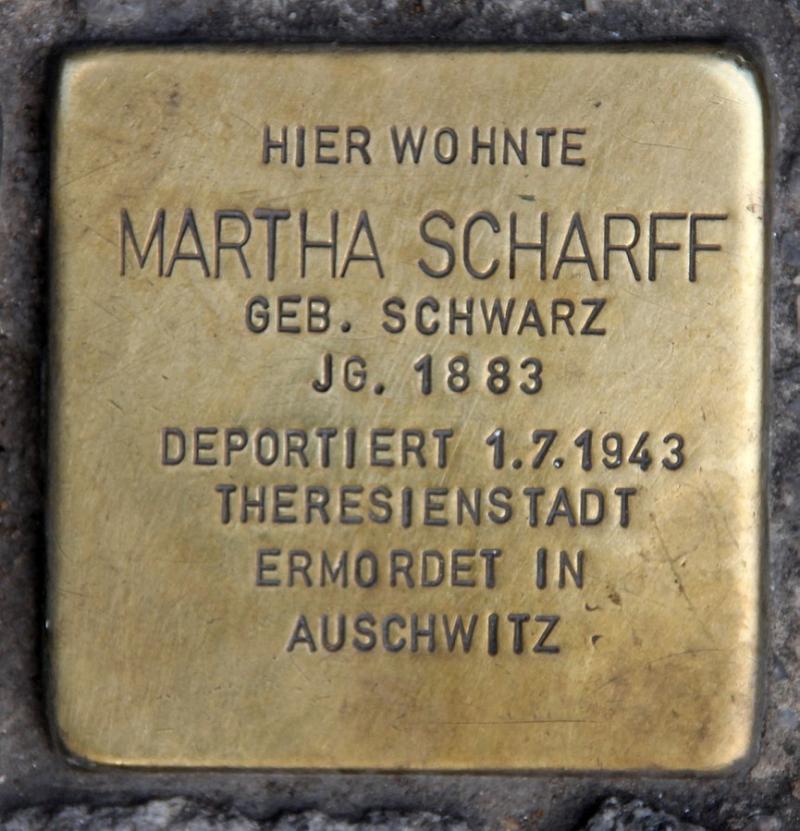 HIER WOHNTE
MARTHA SCHARFF
GEB. SCHWARZ
JG. 1883
DEPORTIERT 1.7.1943
THERESIENSTADT
ERMORDET IN
AUSCHWITZ